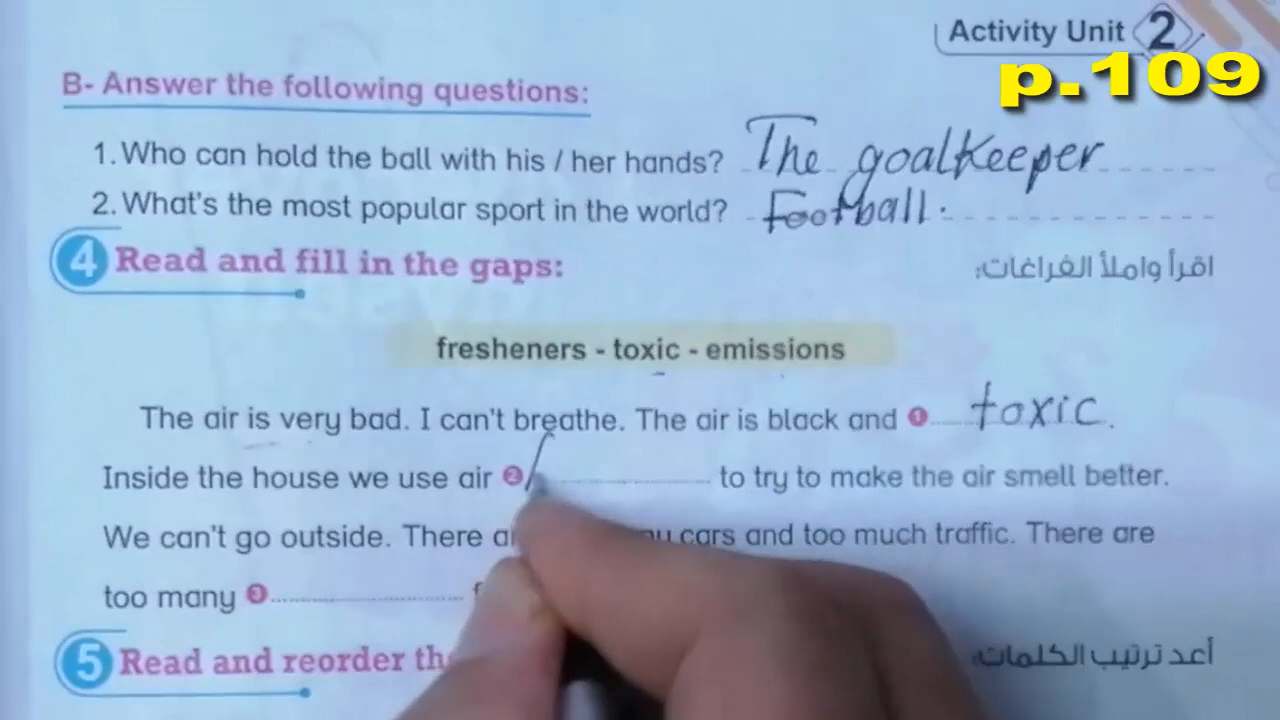 Activity Unit 2
p.109
B- Answer the following questions:
1. Who can hold the ball with his / her hands? The goalkeeper
2. What's the most popular sport in the world? Football.
4 Read and fill in the gaps:
اقرأ واملأ الفراغات:
fresheners - toxic - emissions
The air is very bad. I can't breathe. The air is black and 1 toxic.
Inside the house we use air 2 to try to make the air smell better.
We can't go outside. There cars and too much traffic. There are
too many 3
5 Read and reorder
أعد ترتيب الكلمات: